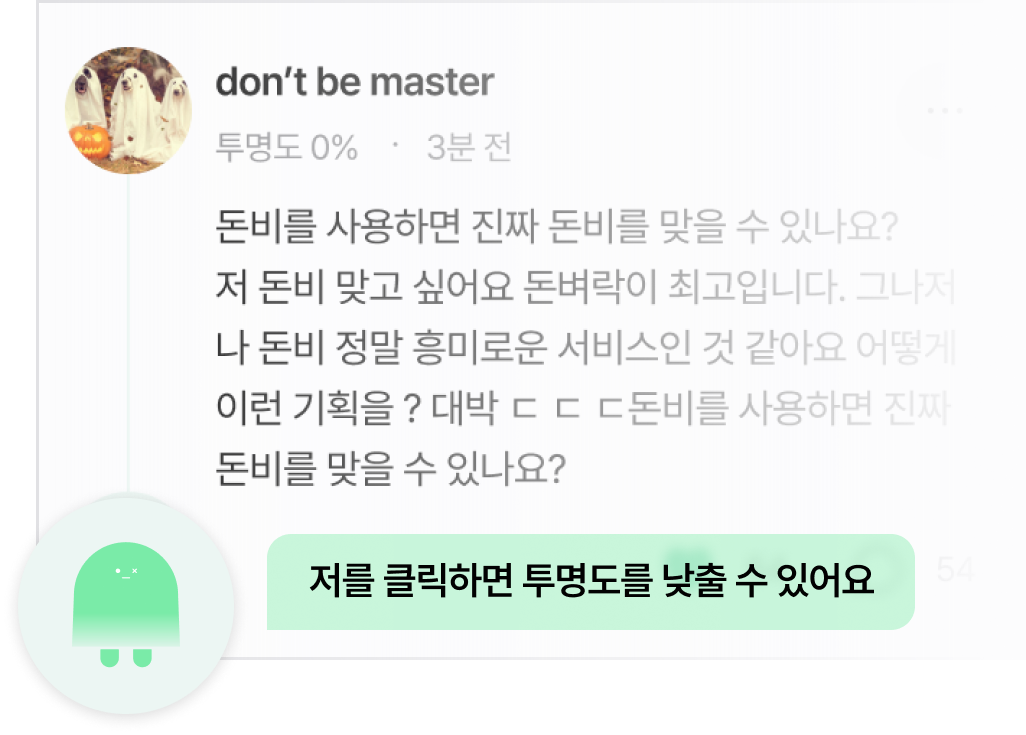 don’t be master
투명도 0% · 3분 전
···
돈비를 사용하면 진짜 돈비를 맞을 수 있나요?
저 돈비 맞고 싶어요 돈벼락이 최고입니다. 그나저
나 돈비 정말 흥미로운 서비스인 것 같아요 어떻게
이런 기획을 ? 대박 ㄷ ㄷ ㄷ돈비를 사용하면 진짜
돈비를 맞을 수 있나요?
54
저를 클릭하면 투명도를 낮출 수 있어요